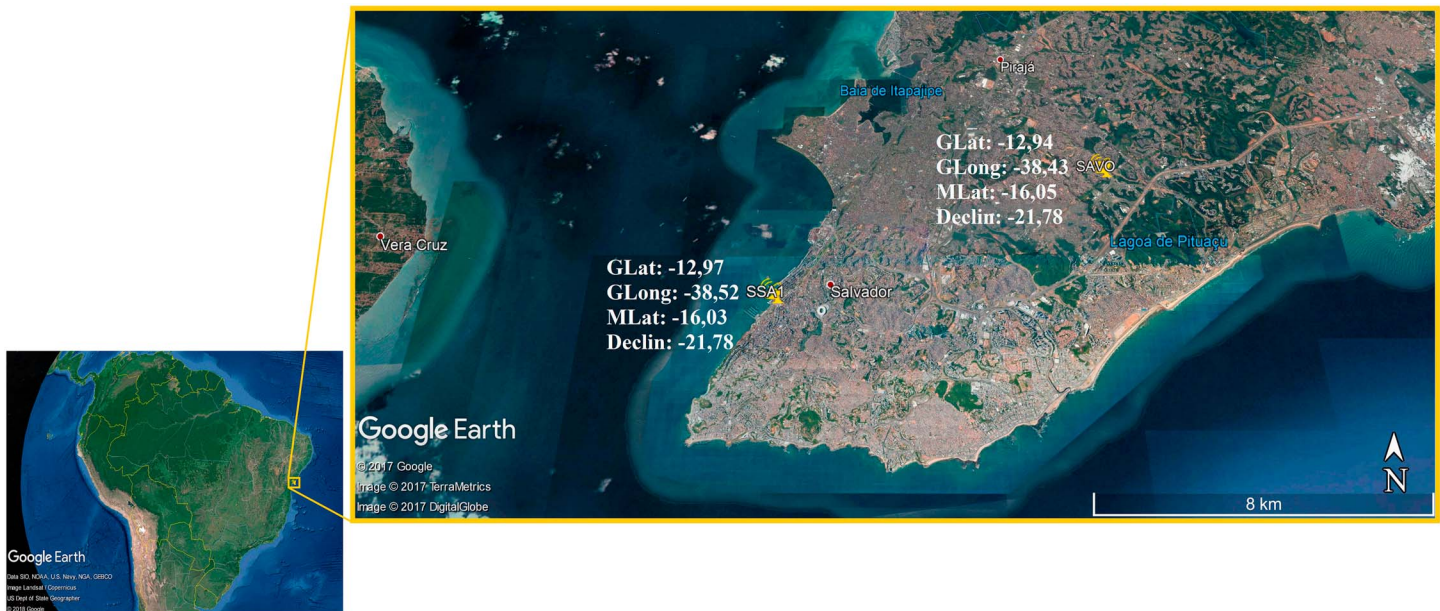 Pirajá
Baia de Itapajipe
GLat: -12,94
GLong: -38,43
SAVO
MLat: -16,05
Declin: -21,78
Vera Cruz
Lagoa de Pituaçu
GLat: -12,97
GLong: -38,52
SSA1
Salvador
MLat: -16,03
Declin: -21,78
Google Earth
© 2017 Google
Image © 2017 TerraMetrics
Image © 2017 DigitalGlobe
N
8 km
Google Earth
Data SIO, NOAA, U.S. Navy, NGA, GEBCO
Image Landsat / Copernicus
US Dept of State Geographer
© 2018 Google